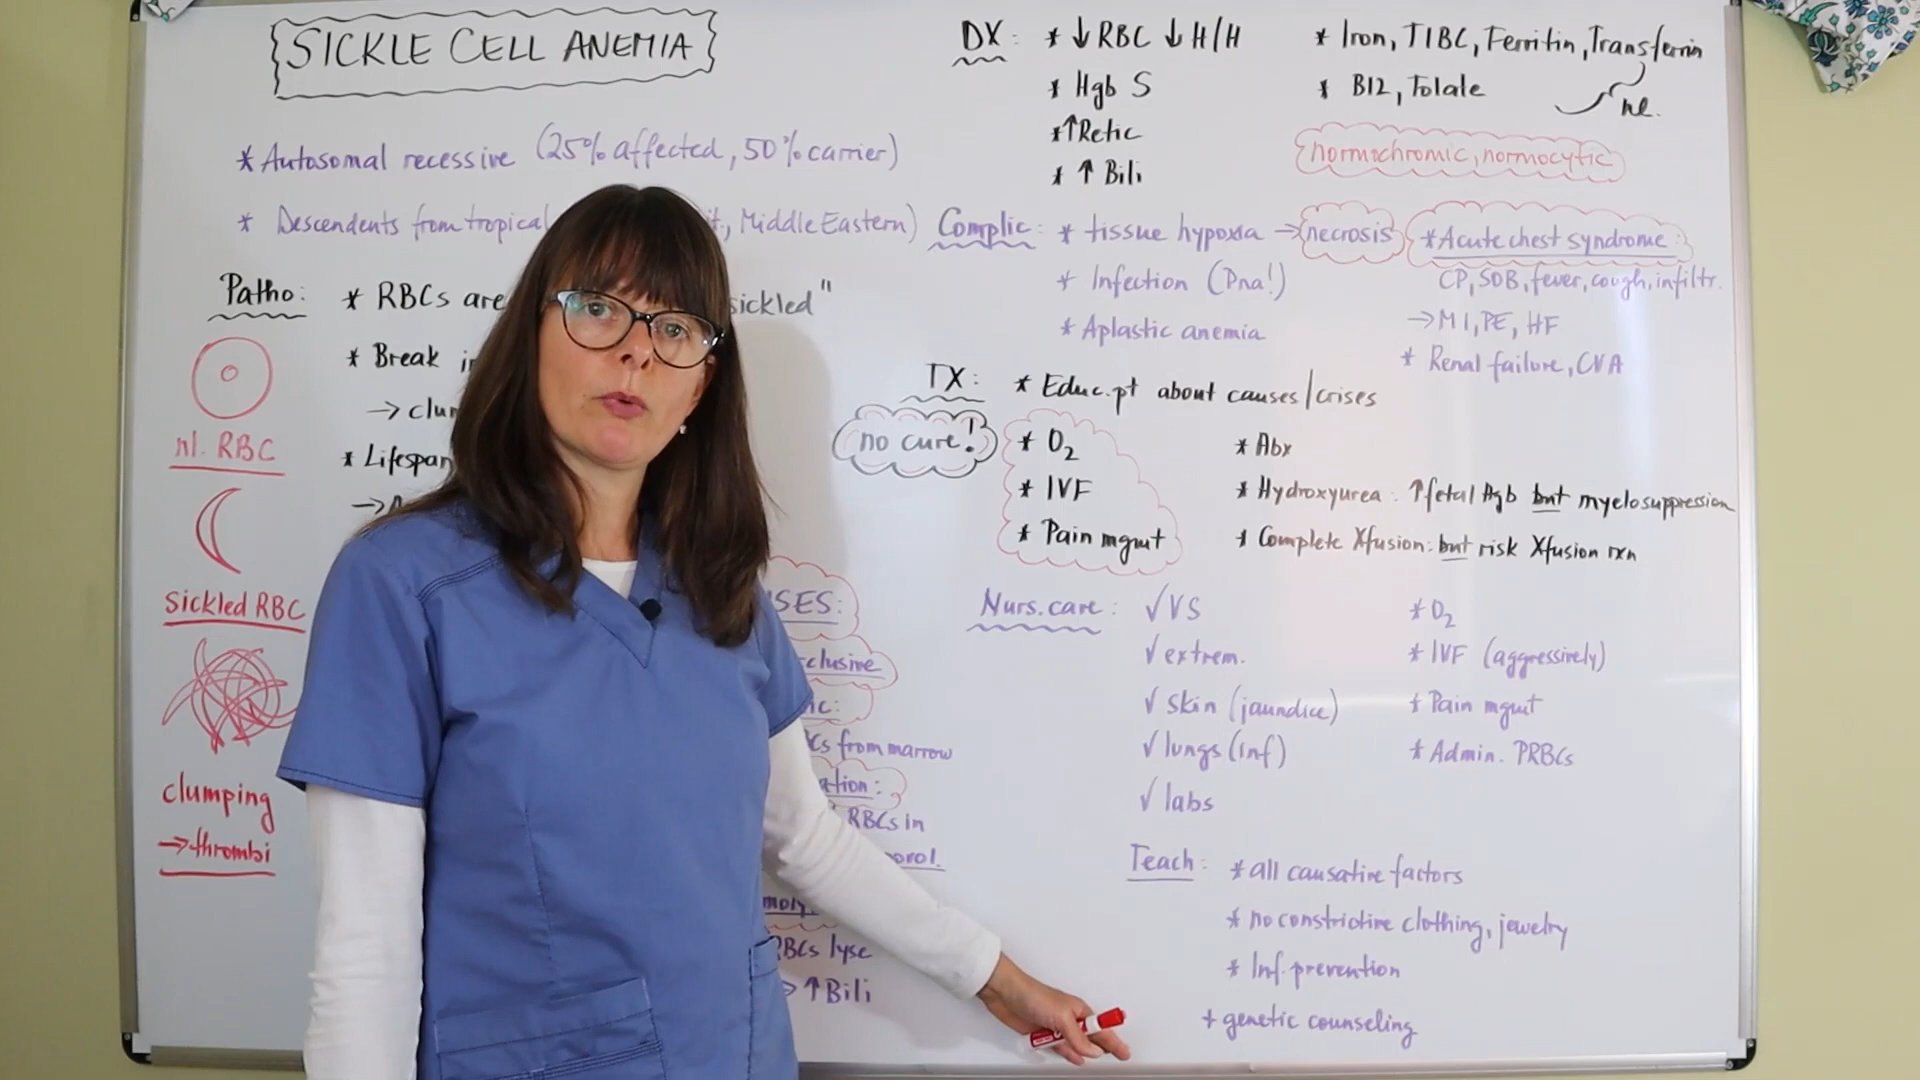 SICKLE CELL ANEMIA
* Autosomal recessive (25% affected, 50% carrier)
* Descendents from tropical
, Middle Eastern)
Patho:
* RBCs are
sickled"
* Break
→
* Lifespan
→
nl. RBC
Sickled RBC
clumping
→ thrombi
from marrow
RBCs in
RBCs lyse
↑ Bili
DX:
* ↓ RBC ↓ H/H
* Hgb S
* ↑ Retic
* ↑ Bili
* Iron, TIBC, Ferritin, Transferrin
* B12, Folate
nl.
normochromic, normocytic
Complic:
* tissue hypoxia → necrosis
* Infection (Pna!)
* Aplastic anemia
* Acute chest syndrome:
CP, SOB, fever, cough, infiltr.
→ MI, PE, HF
* Renal failure, CVA
TX:
no cure!
* Educ. pt about causes/crises
* O2
* IVF
* Pain mgmt
* Abx
* Hydroxyurea: ↑ fetal Hgb but myelosuppression
* Complete Xfusion: but risk Xfusion rxn
Nurs. care:
√ VS
√ extrem.
√ skin (jaundice)
√ lungs (inf)
√ labs
* O2
* IVF (aggressively)
* Pain mgmt
* Admin. PRBCs
Teach:
* all causative factors
* no constrictive clothing, jewelry
* Inf. prevention
+ genetic counseling